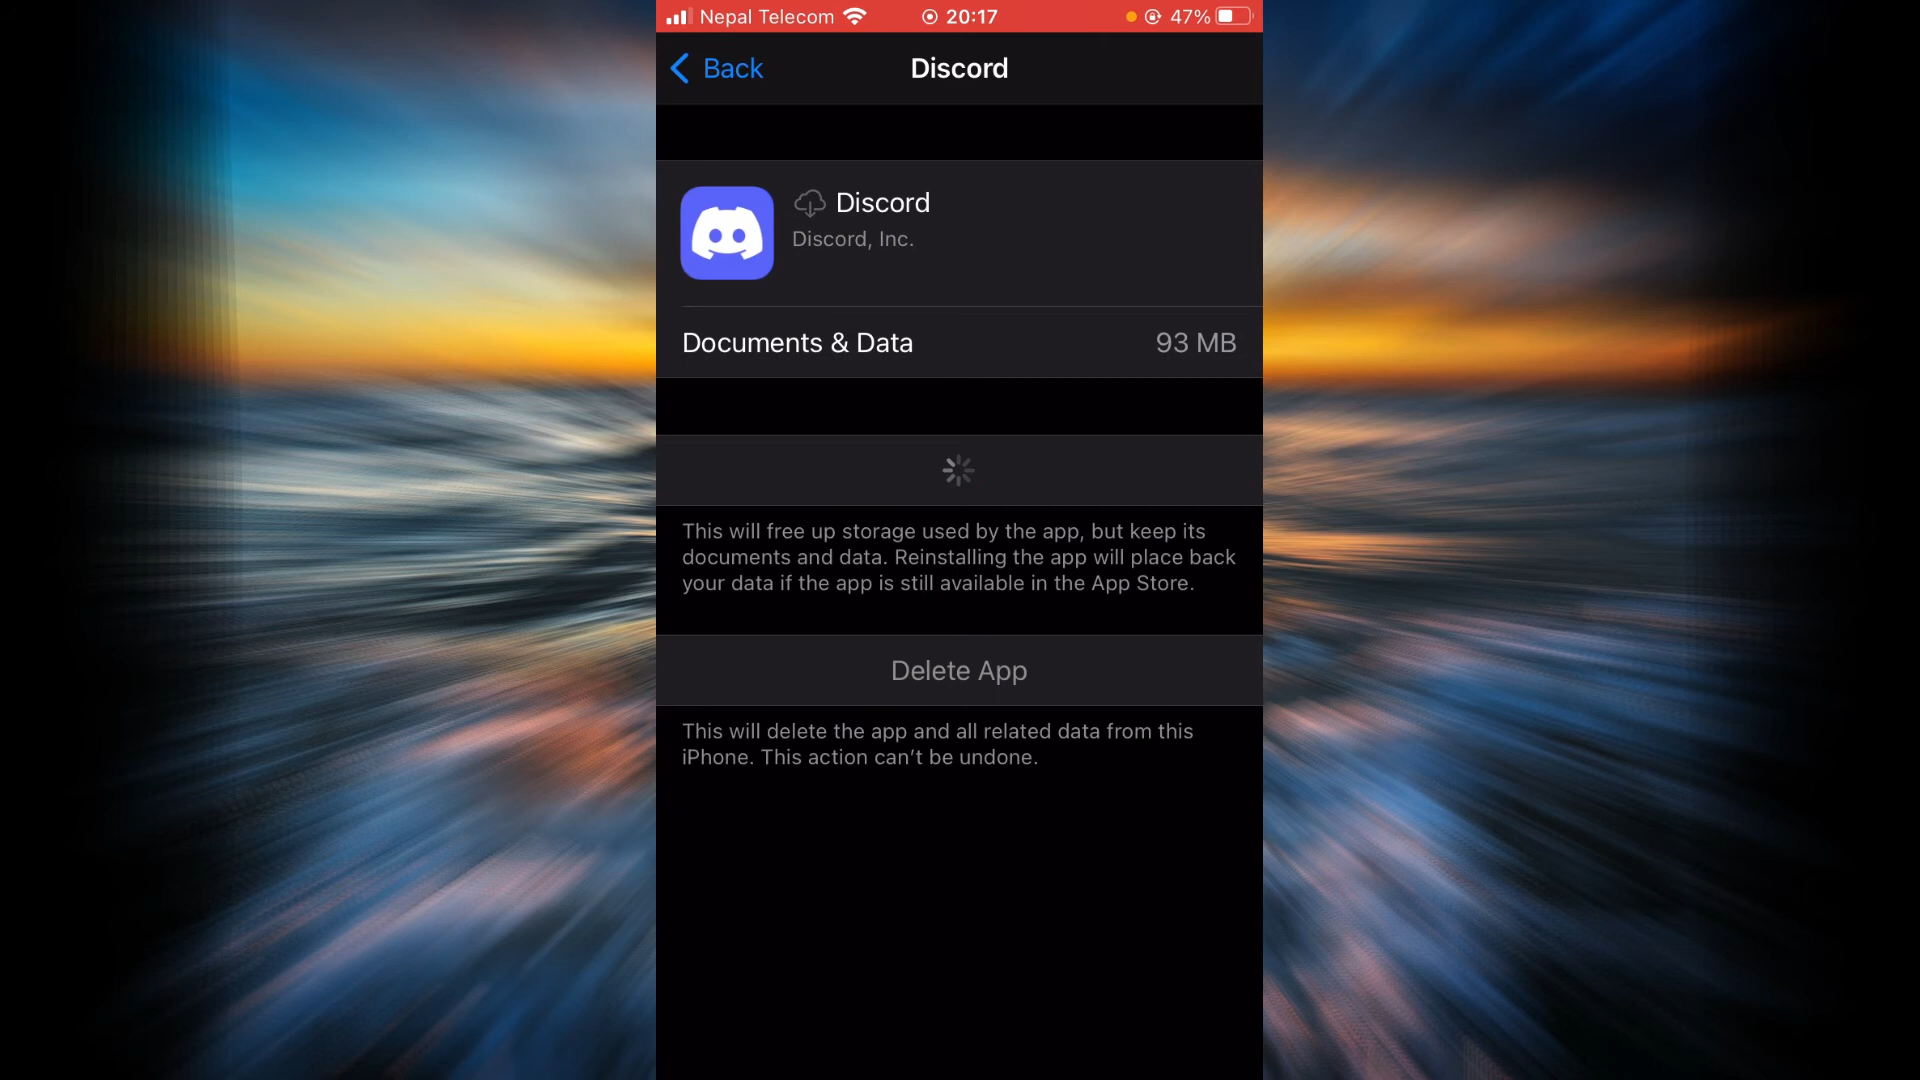 Nepal Telecom 20:17 47%
Back Discord
Discord
Discord, Inc.
Documents & Data 93 MB
This will free up storage used by the app, but keep its
documents and data. Reinstalling the app will place back
your data if the app is still available in the App Store.
Delete App
This will delete the app and all related data from this
iPhone. This action can’t be undone.